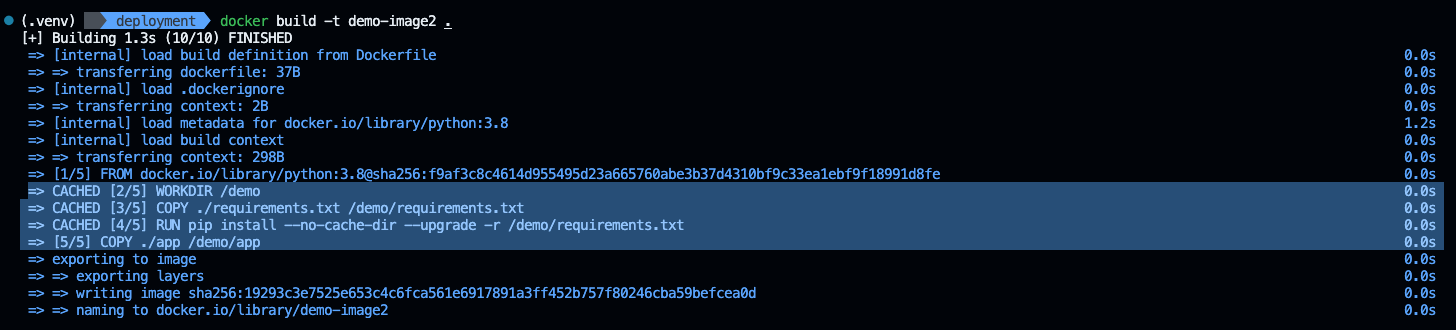 (.venv) deployment docker build -t demo-image2 .
[+] Building 1.3s (10/10) FINISHED
=> [internal] load build definition from Dockerfile 0.0s
=> => transferring dockerfile: 37B 0.0s
=> [internal] load .dockerignore 0.0s
=> => transferring context: 2B 0.0s
=> [internal] load metadata for docker.io/library/python:3.8 1.2s
=> [internal] load build context 0.0s
=> => transferring context: 298B 0.0s
=> [1/5] FROM docker.io/library/python:3.8@sha256:f9af3c8c4614d955495d23a665760abe3b37d4310bf9c33ea1ebf9f18991d8fe 0.0s
=> CACHED [2/5] WORKDIR /demo 0.0s
=> CACHED [3/5] COPY ./requirements.txt /demo/requirements.txt 0.0s
=> CACHED [4/5] RUN pip install --no-cache-dir --upgrade -r /demo/requirements.txt 0.0s
=> [5/5] COPY ./app /demo/app 0.0s
=> exporting to image 0.0s
=> => exporting layers 0.0s
=> => writing image sha256:19293c3e7525e653c4c6fca561e6917891a3ff452b757f80246cba59befcea0d 0.0s
=> => naming to docker.io/library/demo-image2 0.0s